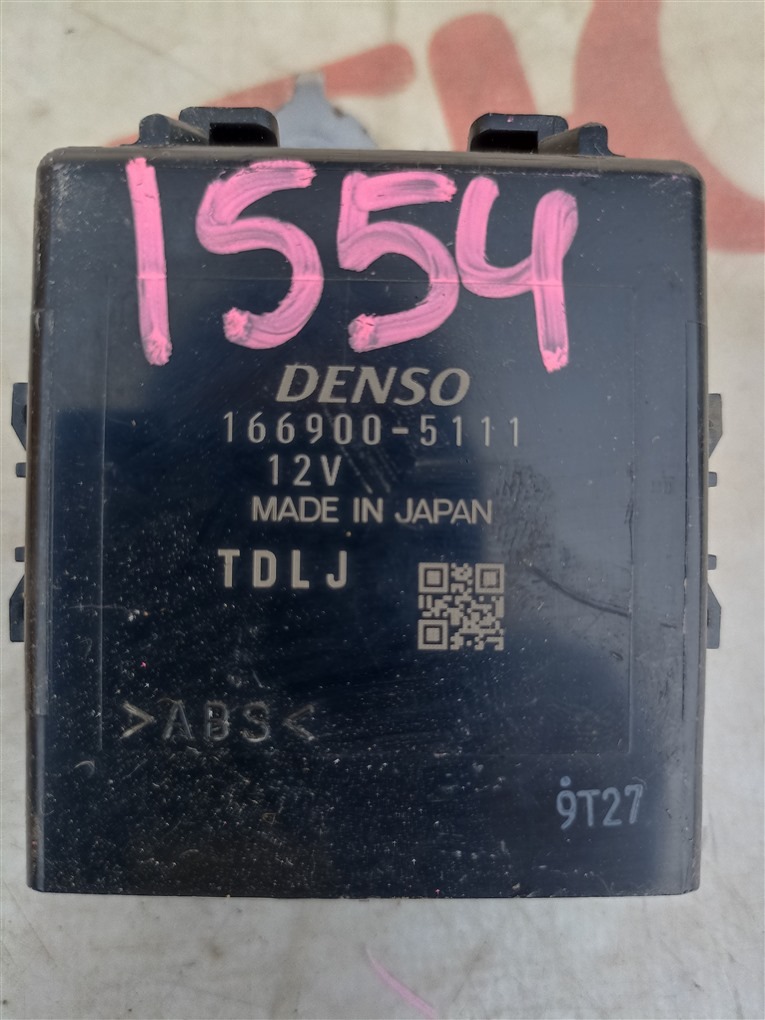 1554
DENSO
166900-5111
12V
MADE IN JAPAN
TDLJ
>ABS<
9T27